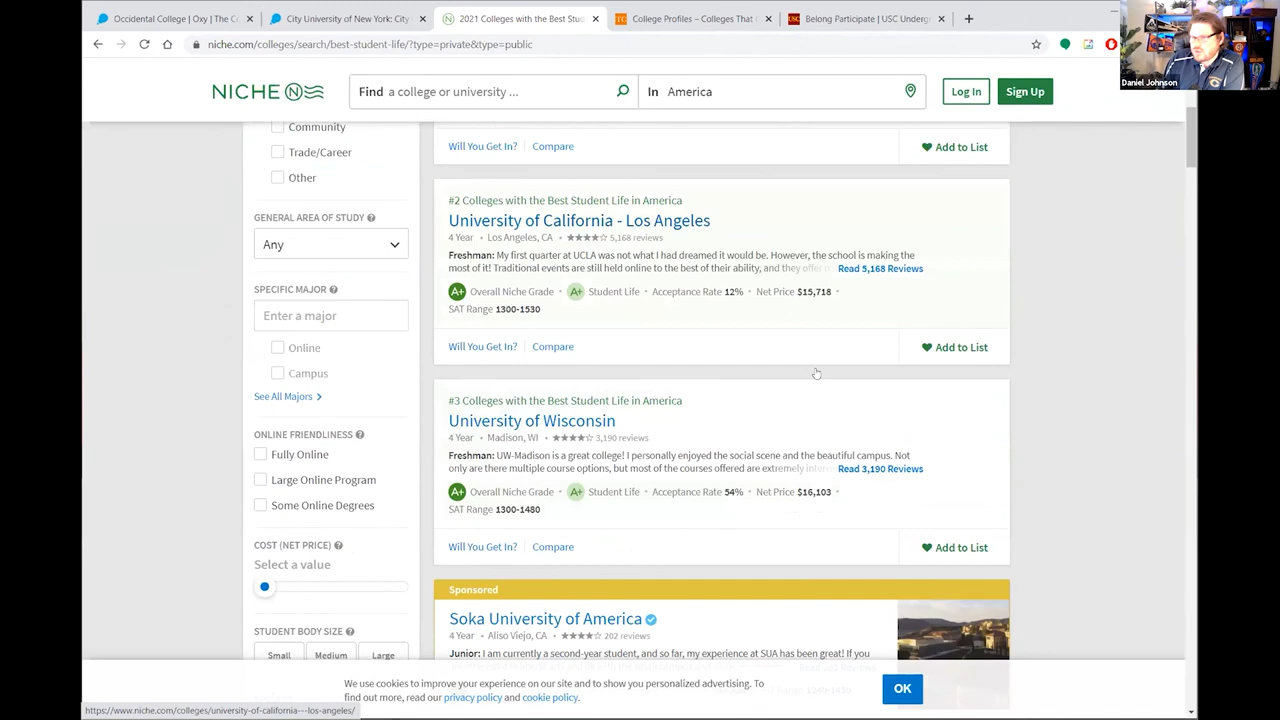 Occidental College | Oxy | The C
City University of New York: City
2021 Colleges with the Best Stud
College Profiles – Colleges That C
Belong Participate | USC Underg
niche.com/colleges/search/best-student-life/?type=private&type=public
Daniel Johnson
NICHE
Find a college or university ...
In America
Log In
Sign Up
Community
Trade/Career
Other
GENERAL AREA OF STUDY
Any
SPECIFIC MAJOR
Enter a major
Online
Campus
See All Majors
ONLINE FRIENDLINESS
Fully Online
Large Online Program
Some Online Degrees
COST (NET PRICE)
Select a value
STUDENT BODY SIZE
Small Medium Large
Will You Get In? Compare
Add to List
#2 Colleges with the Best Student Life in America
University of California - Los Angeles
4 Year • Los Angeles, CA • 5,168 reviews
Freshman: My first quarter at UCLA was not what I had dreamed it would be. However, the school is making the
most of it! Traditional events are still held online to the best of their ability, and they offer Read 5,168 Reviews
A+ Overall Niche Grade • A+ Student Life • Acceptance Rate 12% • Net Price $15,718 •
SAT Range 1300-1530
Will You Get In? Compare
Add to List
#3 Colleges with the Best Student Life in America
University of Wisconsin
4 Year • Madison, WI • 3,190 reviews
Freshman: UW-Madison is a great college! I personally enjoyed the social scene and the beautiful campus. Not
only are there multiple course options, but most of the courses offered are extremely Read 3,190 Reviews
A+ Overall Niche Grade • A+ Student Life • Acceptance Rate 54% • Net Price $16,103 •
SAT Range 1300-1480
Will You Get In? Compare
Add to List
Sponsored
Soka University of America
4 Year • Aliso Viejo, CA • 202 reviews
Junior: I am currently a second-year student, and so far, my experience at SUA has been great! If you
We use cookies to improve your experience on our site and to show you personalized advertising. To
find out more, read our privacy policy and cookie policy.
OK
https://www.niche.com/colleges/university-of-california---los-angeles/